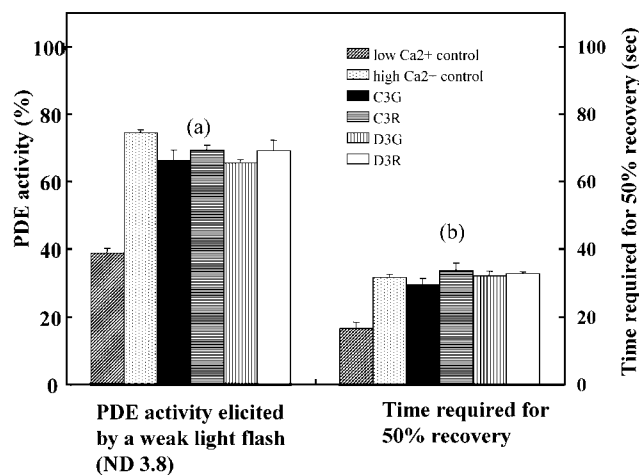 100
80
60
40
20
0
PDE activity (%)
low Ca2+ control
high Ca2− control
C3G
C3R
D3G
D3R
(a)
(b)
100
80
60
40
20
0
Time required for 50% recovery (sec)
PDE activity elicited
by a weak light flash
(ND 3.8)
Time required for
50% recovery